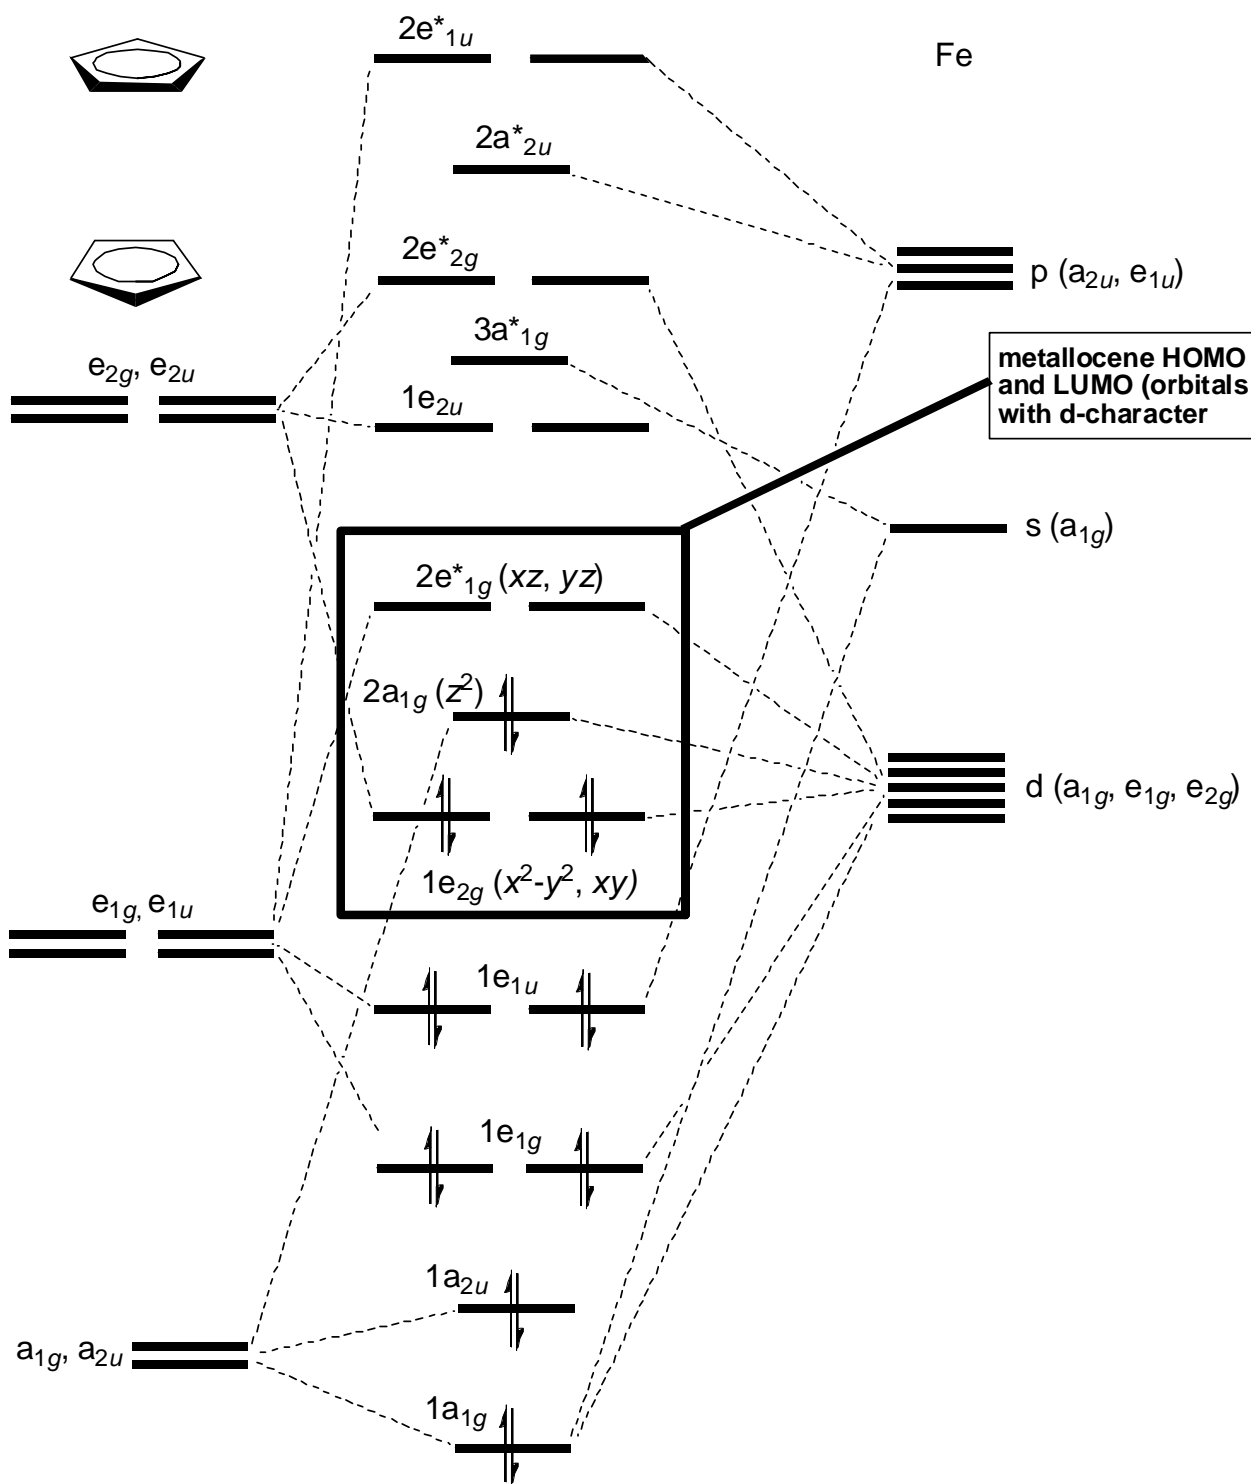 2e*1u
Fe
2a*2u
2e*2g
p (a2u, e1u)
3a*1g
metallocene HOMO
and LUMO (orbitals
with d-character
e2g, e2u
1e2u
s (a1g)
2e*1g (xz, yz)
2a1g (z2)
d (a1g, e1g, e2g)
1e2g (x2-y2, xy)
e1g, e1u
1e1u
1e1g
1a2u
a1g, a2u
1a1g